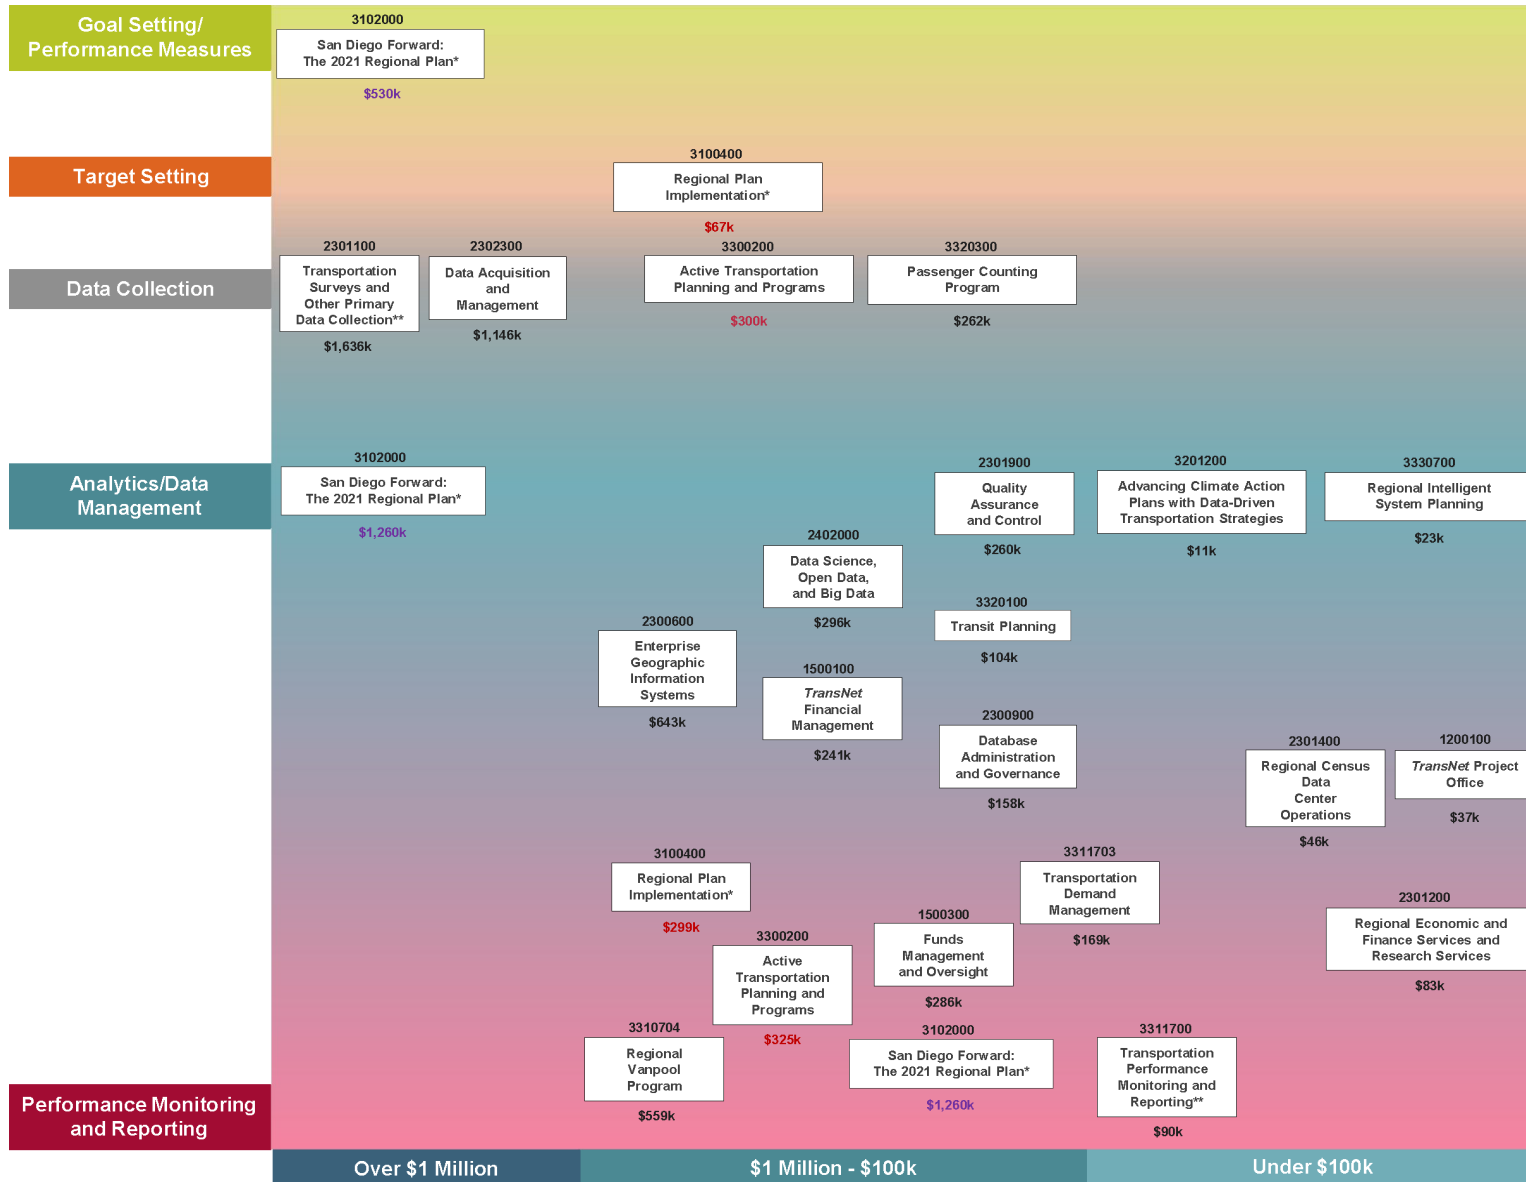 Goal Setting/
Performance Measures
3102000
San Diego Forward:
The 2021 Regional Plan*
$530k
Target Setting
3100400
Regional Plan
Implementation*
$67k
Data Collection
2301100
Transportation
Surveys and
Other Primary
Data Collection**
$1,636k
2302300
Data Acquisition
and
Management
$1,146k
3300200
Active Transportation
Planning and Programs
$300k
3320300
Passenger Counting
Program
$262k
Analytics/Data
Management
3102000
San Diego Forward:
The 2021 Regional Plan*
$1,260k
2301900
Quality
Assurance
and Control
$260k
3201200
Advancing Climate Action
Plans with Data-Driven
Transportation Strategies
$11k
3330700
Regional Intelligent
System Planning
$23k
2402000
Data Science,
Open Data,
and Big Data
$296k
3320100
Transit Planning
$104k
2300600
Enterprise
Geographic
Information
Systems
$643k
1500100
TransNet
Financial
Management
$241k
2300900
Database
Administration
and Governance
$158k
2301400
Regional Census
Data
Center
Operations
$46k
1200100
TransNet Project
Office
$37k
3100400
Regional Plan
Implementation*
$299k
3311703
Transportation
Demand
Management
$169k
2301200
Regional Economic and
Finance Services and
Research Services
$83k
1500300
Funds
Management
and Oversight
$286k
3300200
Active
Transportation
Planning and
Programs
$325k
Performance Monitoring
and Reporting
3310704
Regional
Vanpool
Program
$559k
3102000
San Diego Forward:
The 2021 Regional Plan*
$1,260k
3311700
Transportation
Performance
Monitoring and
Reporting**
$90k
Over $1 Million
$1 Million - $100k
Under $100k